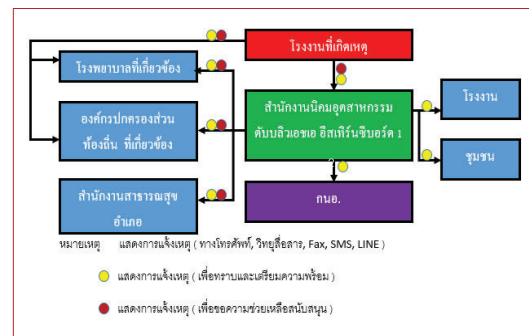 โรงงานที่เกิดเหตุ
โรงพยาบาลที่เกี่ยวข้อง
สำนักงานนิคมอุตสาหกรรม
ดับบลิวเอชเอ อีสเทิร์นซีบอร์ด 1
โรงงาน
องค์กรปกครองส่วน
ท้องถิ่น ที่เกี่ยวข้อง
ชุมชน
สำนักงานสาธารณสุข
อำเภอ
กนอ.
หมายเหตุ แสดงการแจ้งเหตุ ( ทางโทรศัพท์, วิทยุสื่อสาร, Fax, SMS, LINE )
แสดงการแจ้งเหตุ ( เพื่อทราบและเตรียมความพร้อม )
แสดงการแจ้งเหตุ ( เพื่อขอความช่วยเหลือสนับสนุน )